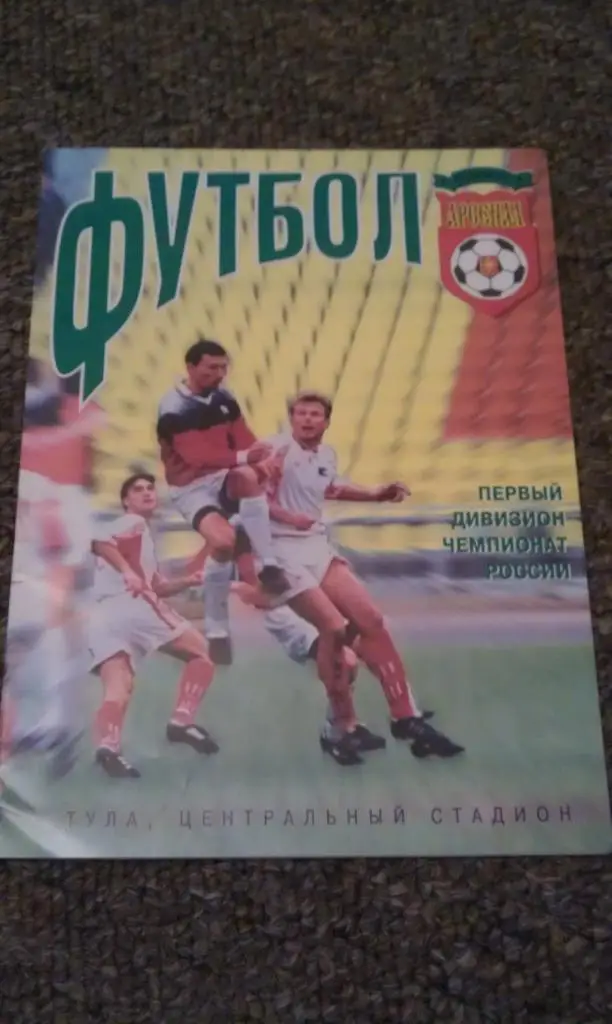 ФУТБОЛ
АРСЕНАЛ
ПЕРВЫЙ
ДИВИЗИОН
ЧЕМПИОНАТ
РОССИИ
ТУЛА, ЦЕНТРАЛЬНЫЙ СТАДИОН